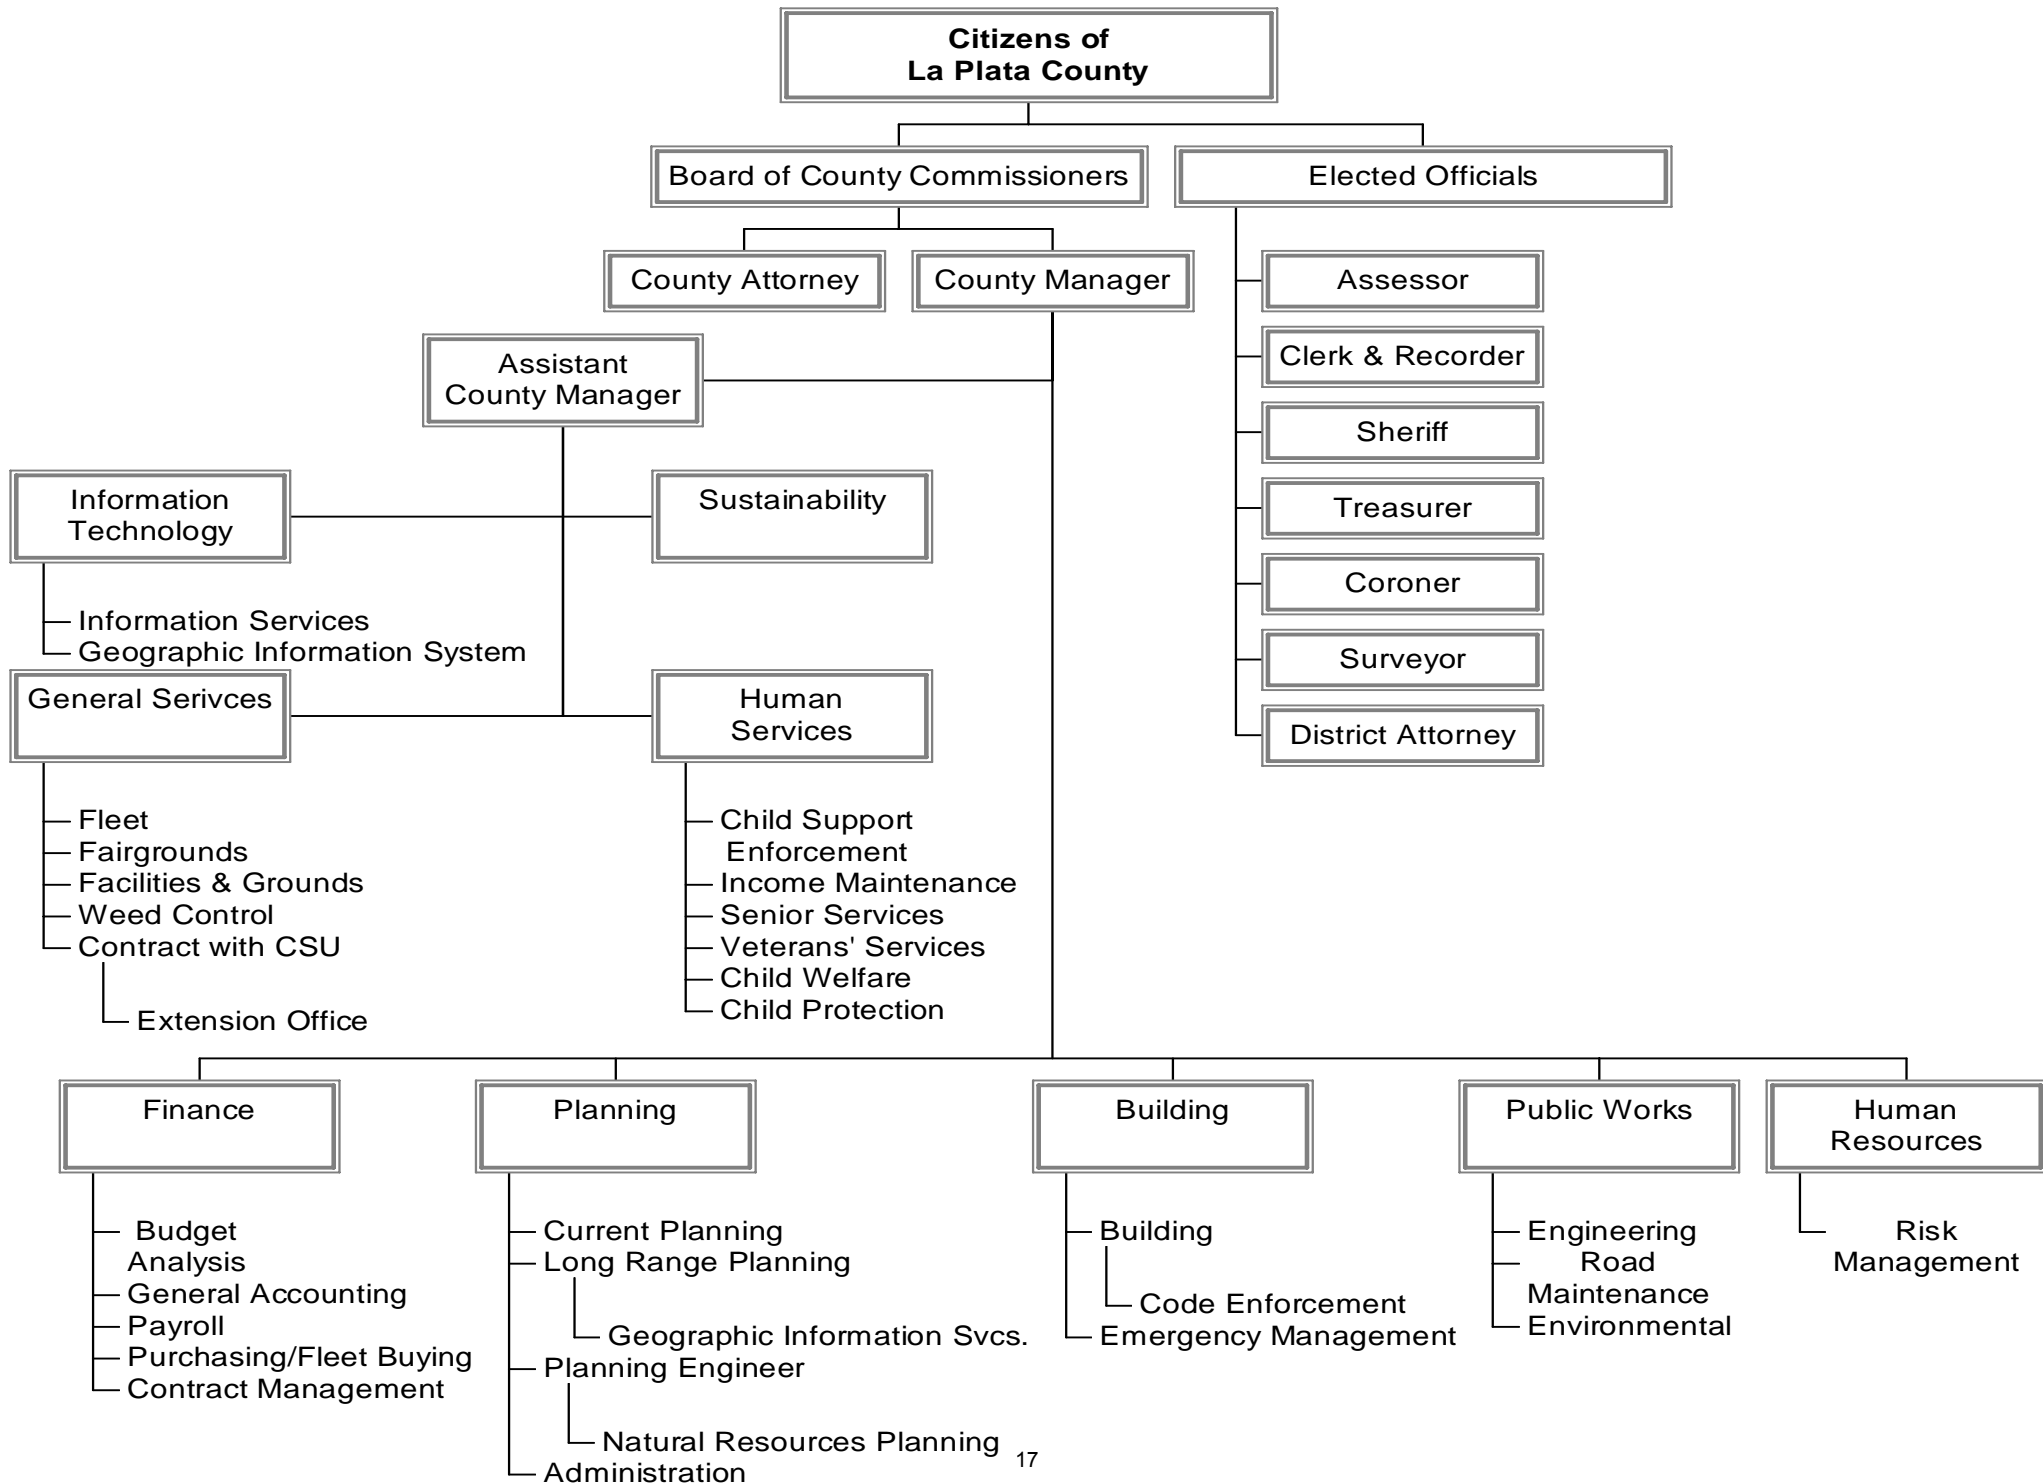 Citizens of
La Plata County
Board of County Commissioners
Elected Officials
County Attorney
County Manager
Assessor
Clerk & Recorder
Sheriff
Treasurer
Coroner
Surveyor
District Attorney
Assistant
County Manager
Information
Technology
Sustainability
Information Services
Geographic Information System
General Serivces
Human
Services
Fleet
Fairgrounds
Facilities & Grounds
Weed Control
Contract with CSU
Extension Office
Child Support
Enforcement
Income Maintenance
Senior Services
Veterans' Services
Child Welfare
Child Protection
Finance
Budget
Analysis
General Accounting
Payroll
Purchasing/Fleet Buying
Contract Management
Planning
Current Planning
Long Range Planning
Geographic Information Svcs.
Planning Engineer
Natural Resources Planning
Administration
Building
Building
Code Enforcement
Emergency Management
Public Works
Engineering
Road
Maintenance
Environmental
Human
Resources
Risk
Management
17